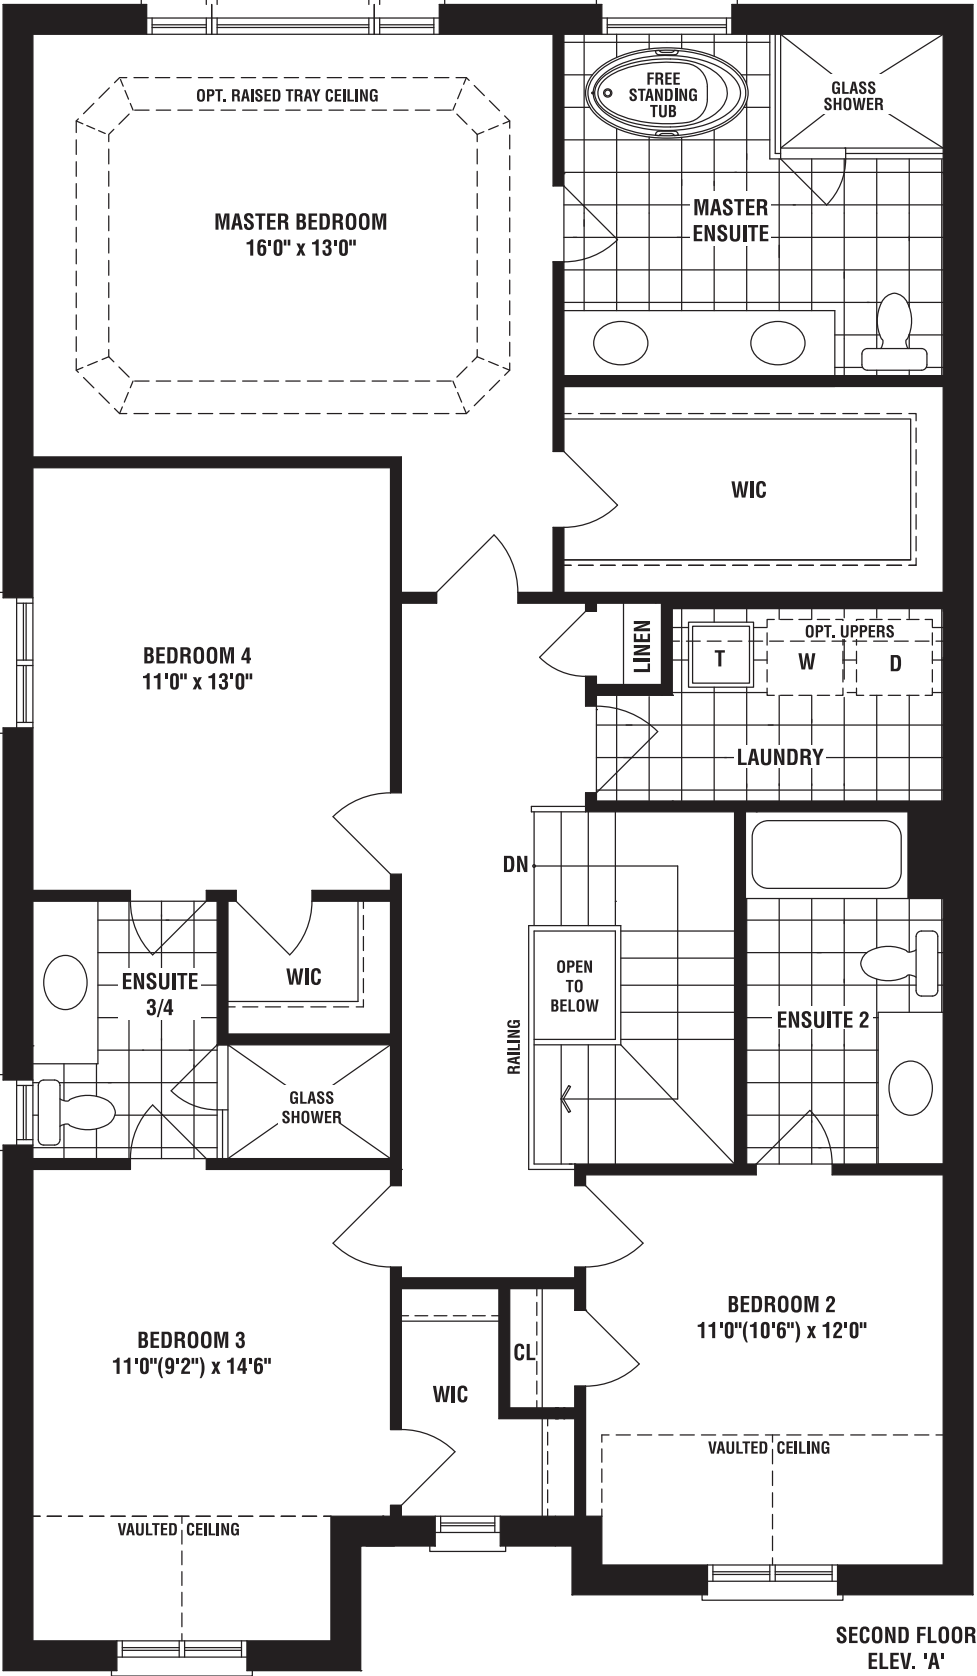 OPT. RAISED TRAY CEILING
MASTER BEDROOM
16'0" x 13'0"
FREE
STANDING
TUB
GLASS
SHOWER
MASTER
ENSUITE
WIC
BEDROOM 4
11'0" x 13'0"
LINEN
OPT. UPPERS
T
W
D
LAUNDRY
DN
OPEN
TO
BELOW
RAILING
ENSUITE
3/4
WIC
GLASS
SHOWER
ENSUITE 2
BEDROOM 3
11'0"(9'2") x 14'6"
WIC
CL
BEDROOM 2
11'0"(10'6") x 12'0"
VAULTED CEILING
VAULTED CEILING
SECOND FLOOR
ELEV. 'A'